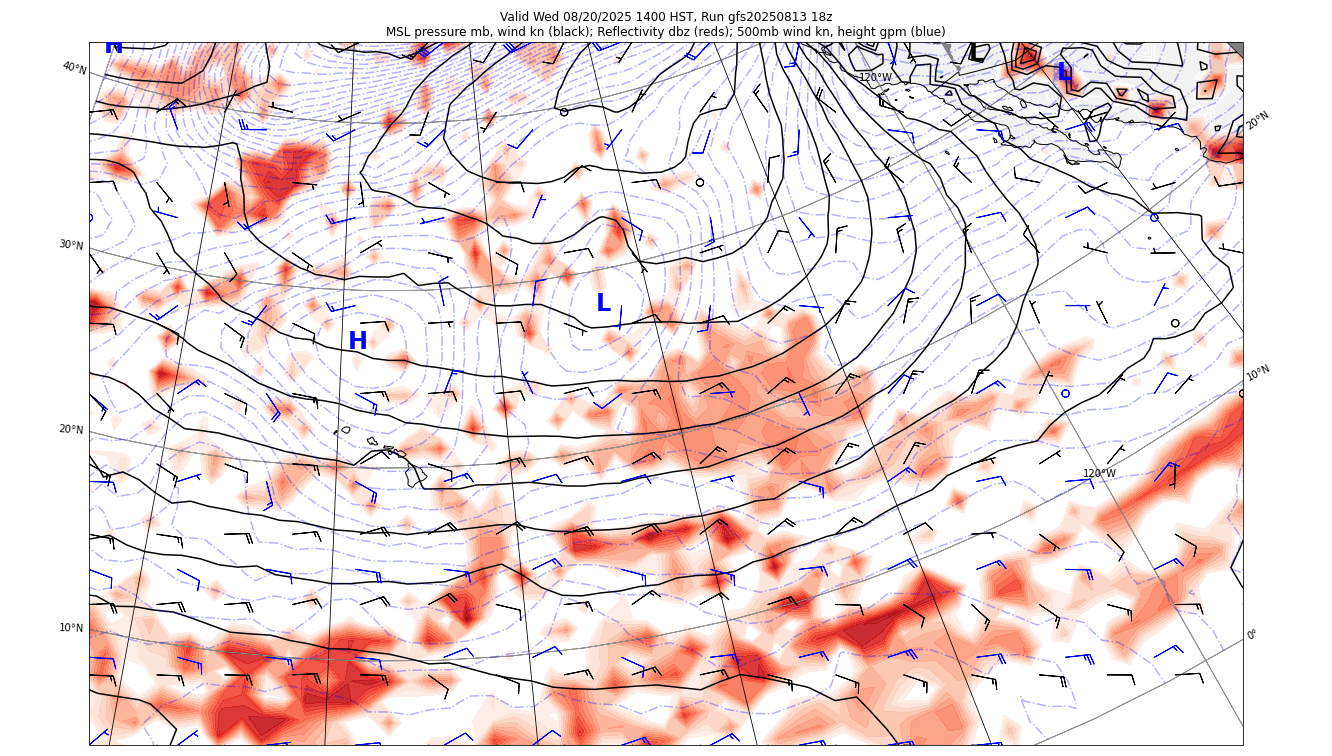 Valid Wed 08/20/2025 1400 HST, Run gfs20250813 18z
MSL pressure mb, wind kn (black); Reflectivity dbz (reds); 500mb wind kn, height gpm (blue)
H
L
L
40°N
120°W
20°N
30°N
L
H
10°N
20°N
120°W
10°N
0°